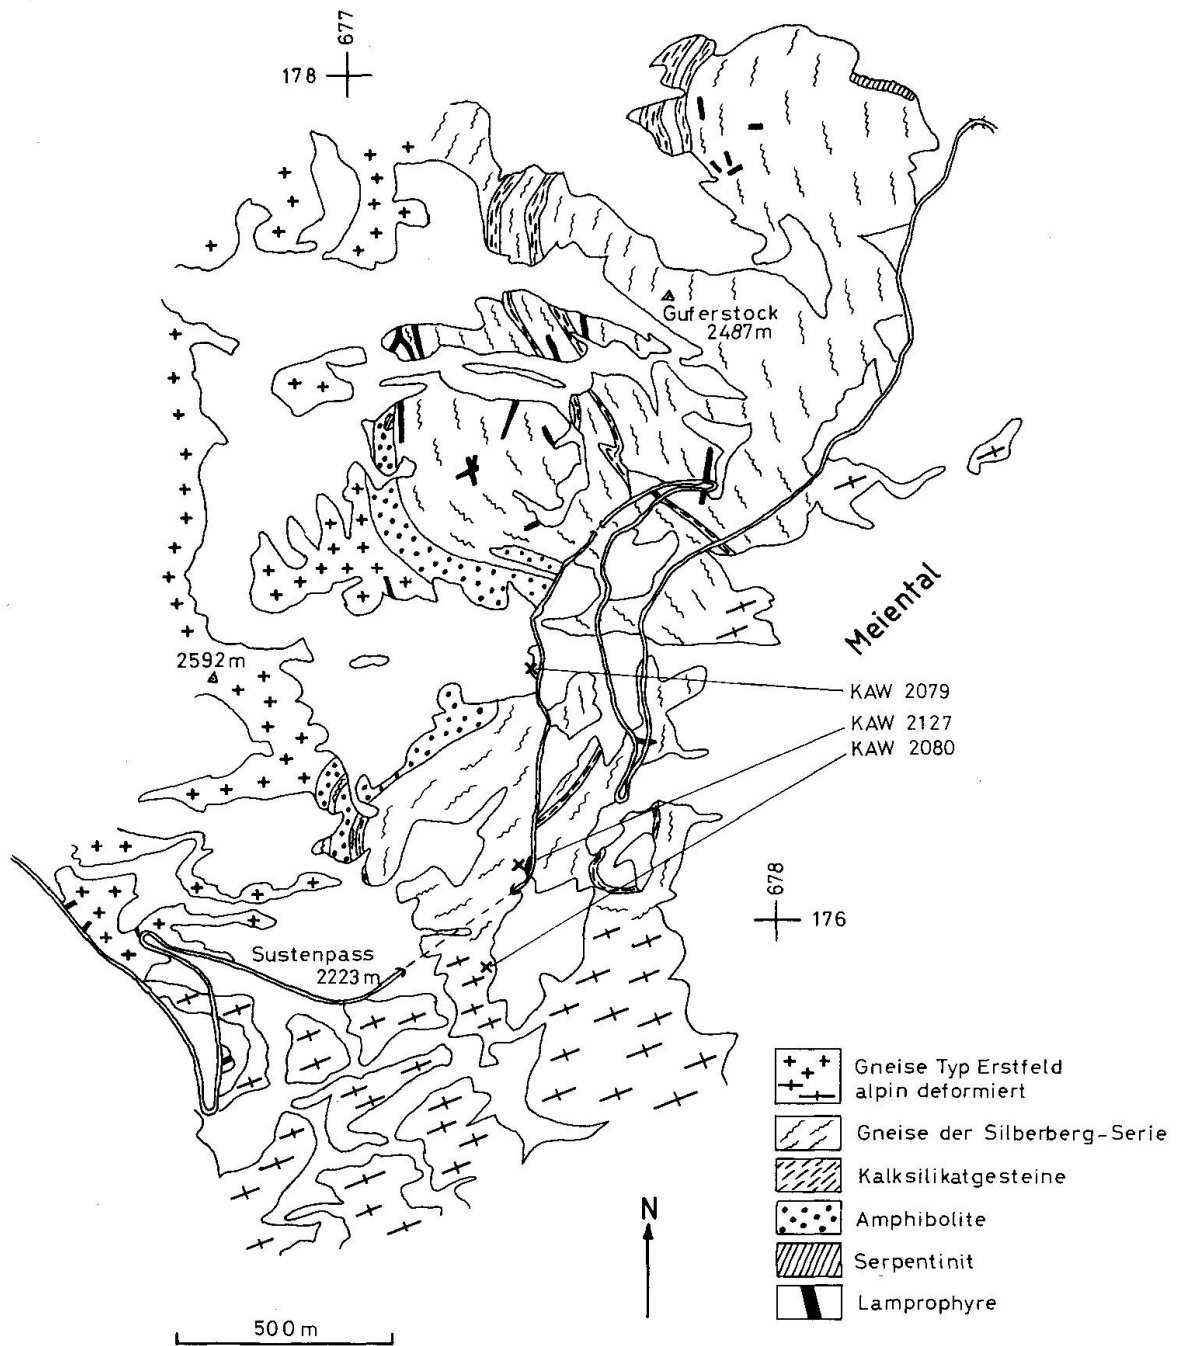 677
178
Guferstock
2487m
Meiental
2592m
KAW 2079
KAW 2127
KAW 2080
678
176
Sustenpass
2223m
Gneise Typ Erstfeld
alpin deformiert
Gneise der Silberberg-Serie
Kalksilikatgesteine
Amphibolite
Serpentinit
Lamprophyre
N
500m